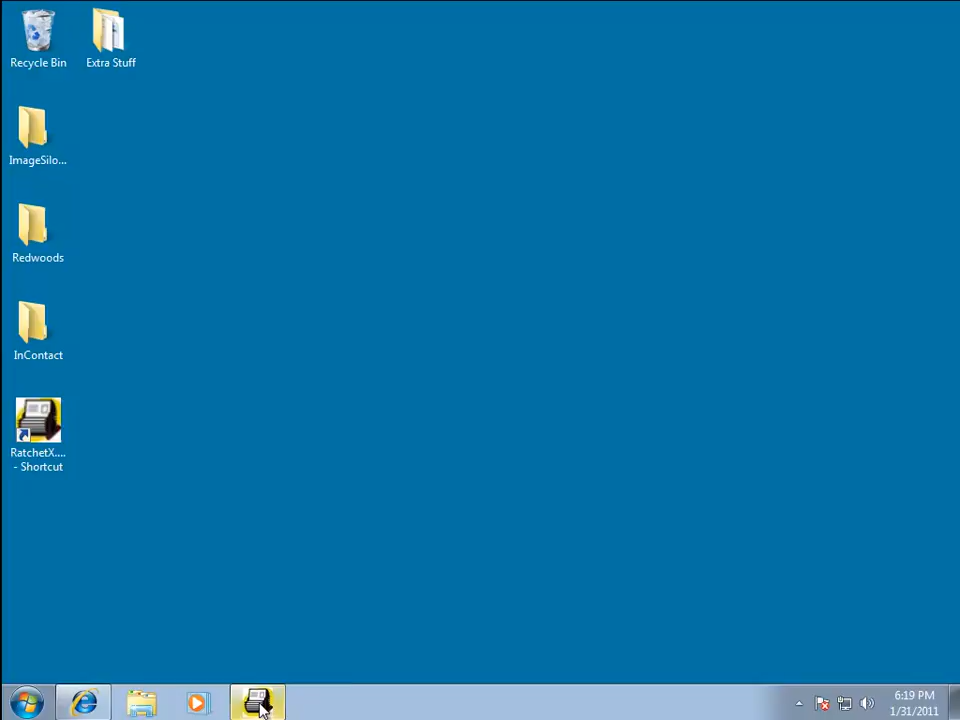 Recycle Bin
Extra Stuff
ImageSilo...
Redwoods
InContact
RatchetX....
- Shortcut
6:19 PM
1/31/2011